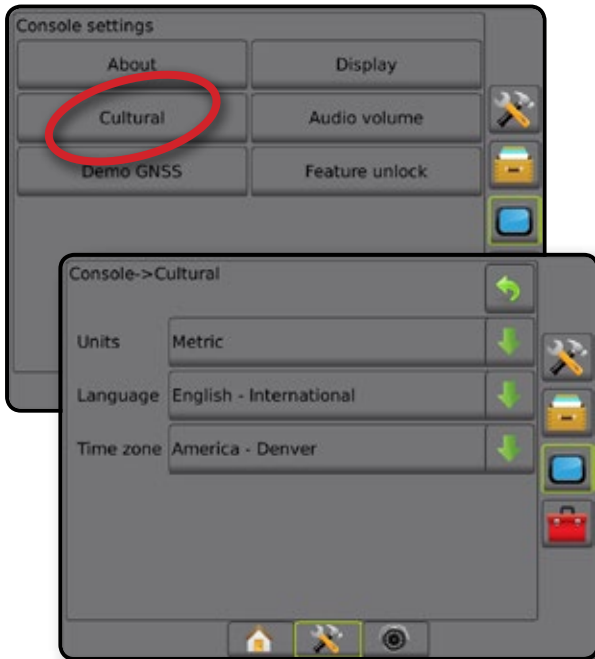 Console settings
About Display
Cultural Audio volume
Demo GNSS Feature unlock
Console->Cultural
Units Metric
Language English - International
Time zone America - Denver